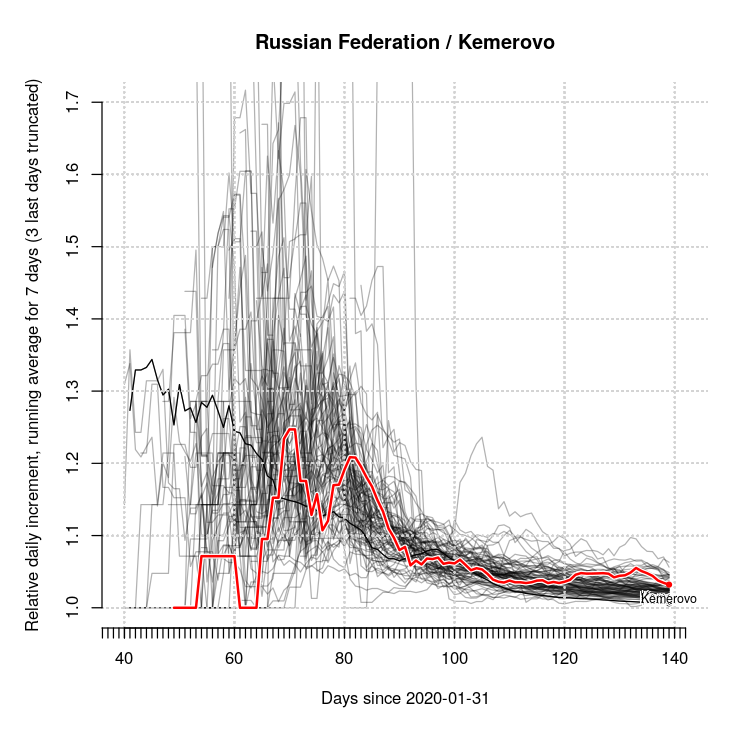 Russian Federation / Kemerovo
Relative daily increment, running average for 7 days (3 last days truncated)
1.7
1.6
1.5
1.4
1.3
1.2
1.1
1.0
Kemerovo
40 60 80 100 120 140
Days since 2020-01-31